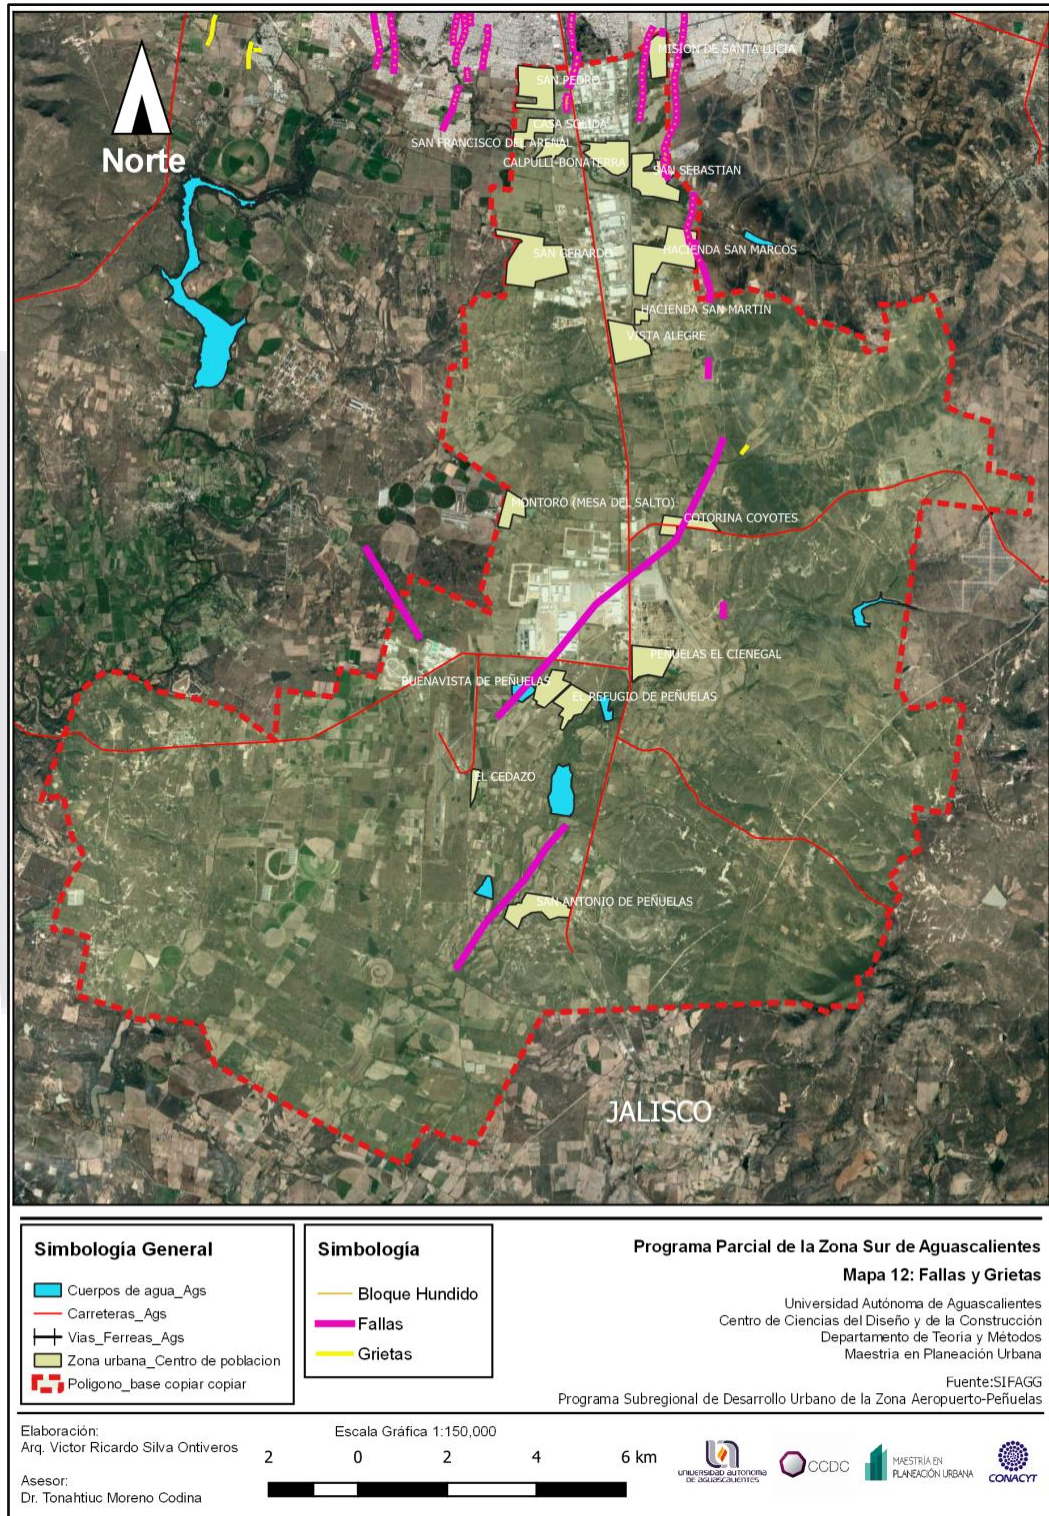 MISION DE SANTA LUCIA
SAN PEDRO
CASA SOLIDA
SAN FRANCISCO DEL ARENAL
CALPULLI-BONATERRA
SAN SEBASTIAN
Norte
SAN GERARDO
HACIENDA SAN MARCOS
HACIENDA SAN MARTIN
VISTA ALEGRE
MONTORO (MESA DEL SALTO)
COTORINA COYOTES
PEÑUELAS EL CIENEGAL
BUENAVISTA DE PEÑUELAS
EL REFUGIO DE PEÑUELAS
EL CEDAZO
SAN ANTONIO DE PEÑUELAS
JALISCO
Simbología General
Cuerpos de agua_Ags
Carreteras_Ags
Vias_Ferreas_Ags
Zona urbana_Centro de poblacion
Poligono_base copiar copiar
Simbología
Bloque Hundido
Fallas
Grietas
Programa Parcial de la Zona Sur de Aguascalientes
Mapa 12: Fallas y Grietas
Universidad Autónoma de Aguascalientes
Centro de Ciencias del Diseño y de la Construcción
Departamento de Teoria y Métodos
Maestria en Planeación Urbana
Fuente:SIFAGG
Programa Subregional de Desarrollo Urbano de la Zona Aeropuerto-Peñuelas
Elaboración:
Arq. Victor Ricardo Silva Ontiveros
Asesor:
Dr. Tonahtiuc Moreno Codina
Escala Gráfica 1:150,000
2 0 2 4 6 km
UNIVERSIDAD AUTONOMA
DE AGUASCALIENTES
CCDC
MAESTRÍA EN
PLANEACIÓN URBANA
CONACYT